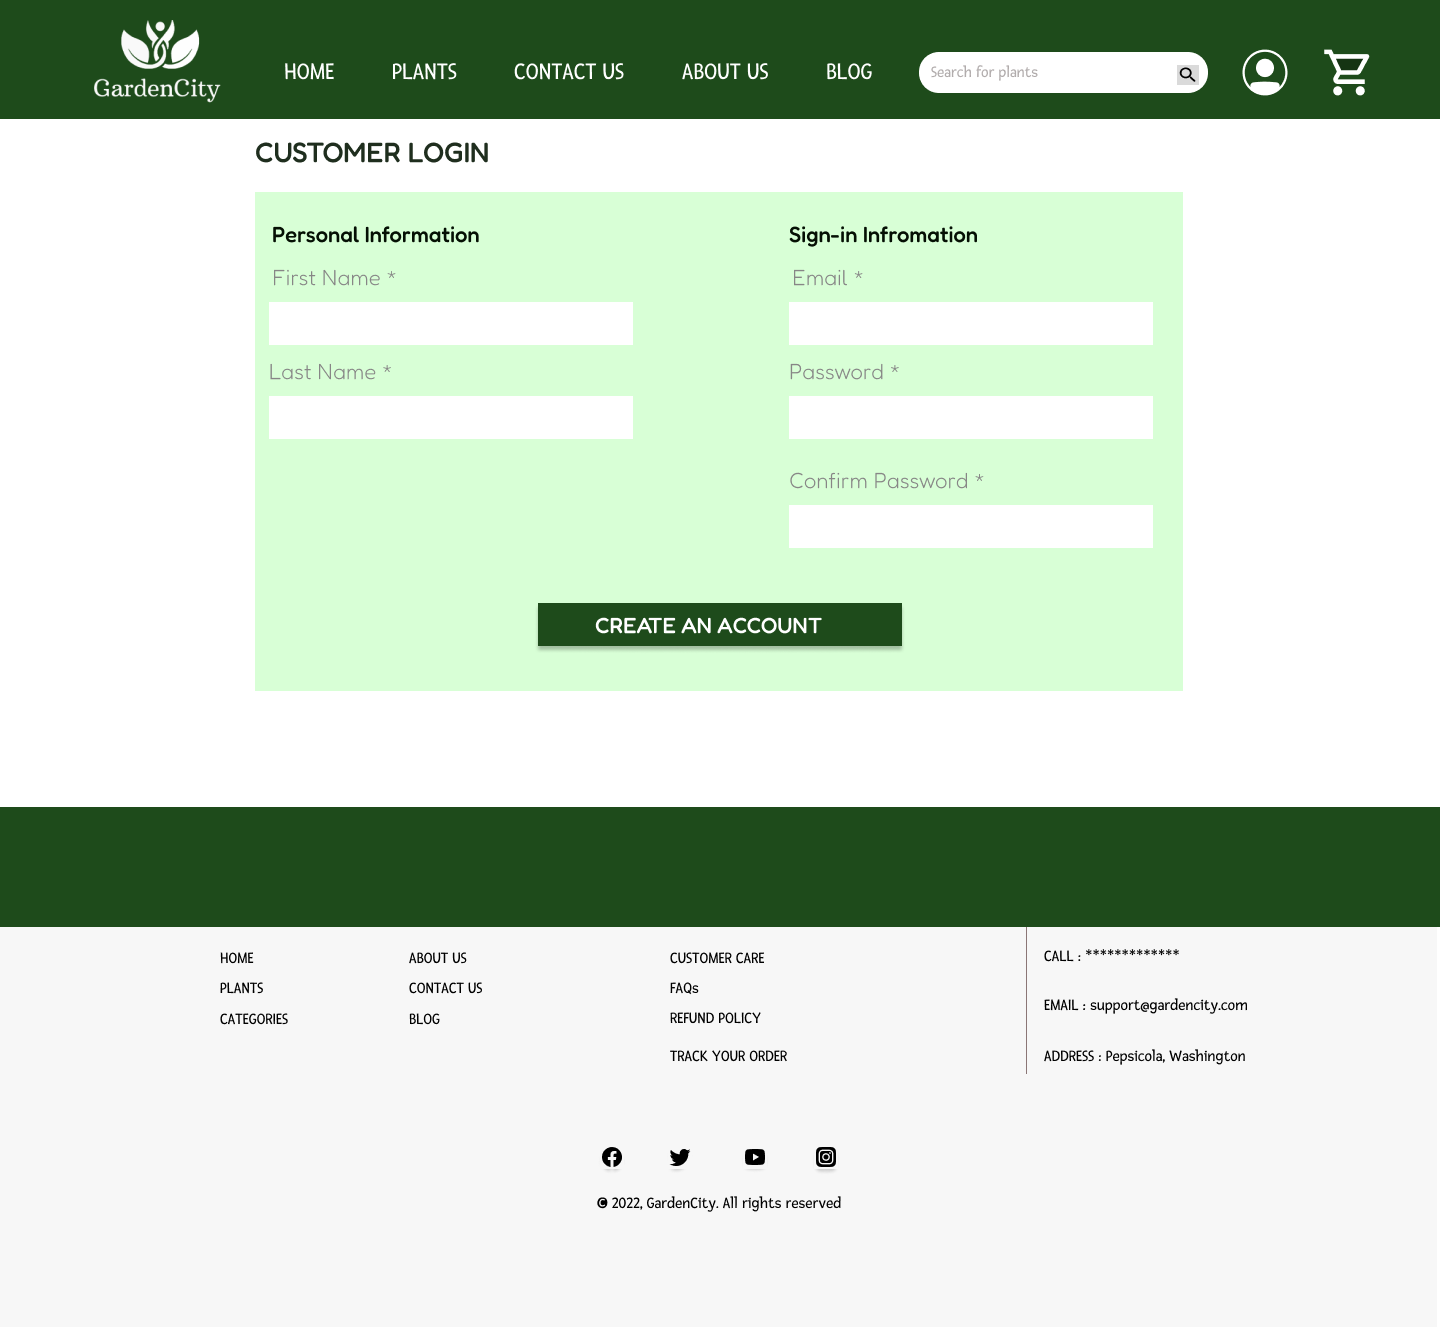 GardenCity
HOME PLANTS CONTACT US ABOUT US BLOG Search for plants
CUSTOMER LOGIN
Personal Information
First Name *
Last Name *
Sign-in Infromation
Email *
Password *
Confirm Password *
CREATE AN ACCOUNT
HOME
PLANTS
CATEGORIES
ABOUT US
CONTACT US
BLOG
CUSTOMER CARE
FAQs
REFUND POLICY
TRACK YOUR ORDER
CALL : *************
EMAIL : support@gardencity.com
ADDRESS : Pepsicola, Washington
© 2022, GardenCity. All rights reserved